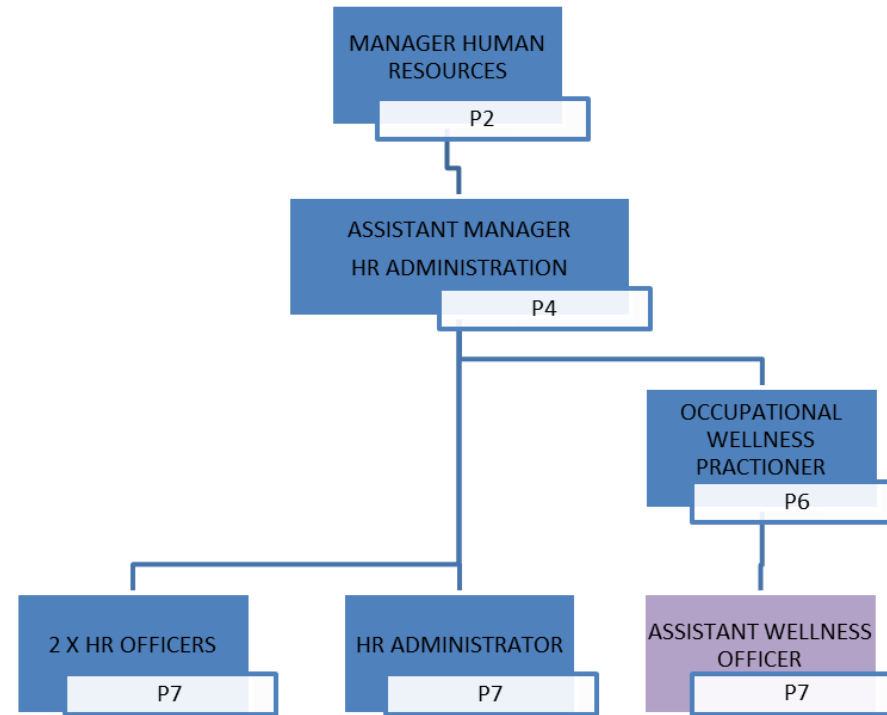 MANAGER HUMAN
RESOURCES
P2
ASSISTANT MANAGER
HR ADMINISTRATION
P4
OCCUPATIONAL
WELLNESS
PRACTIONER
P6
2 X HR OFFICERS
P7
HR ADMINISTRATOR
P7
ASSISTANT WELLNESS
OFFICER
P7